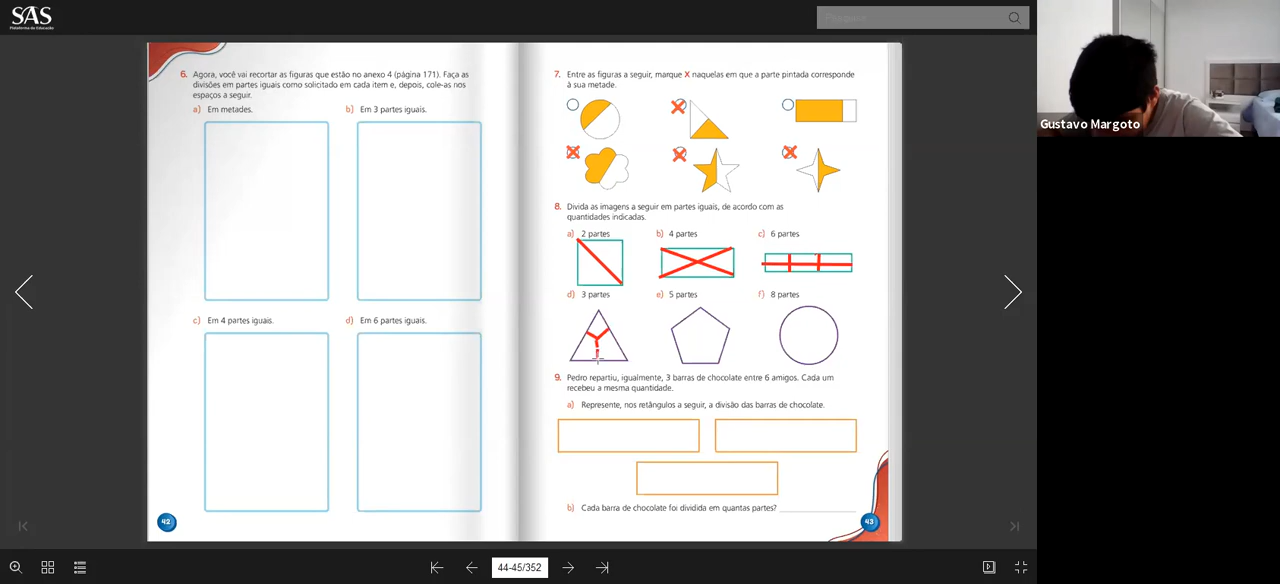 SAS
Plataforma de Educação
Pesquisar
Gustavo Margoto
6. Agora, você vai recortar as figuras que estão no anexo 4 (página 171). Faça as
divisões em partes iguais como solicitado em cada item e, depois, cole-as nos
espaços a seguir.
a) Em metades.
b) Em 3 partes iguais.
c) Em 4 partes iguais.
d) Em 6 partes iguais.
42
7. Entre as figuras a seguir, marque X naquelas em que a parte pintada corresponde
à sua metade.
8. Divida as imagens a seguir em partes iguais, de acordo com as
quantidades indicadas.
a) 2 partes
b) 4 partes
c) 6 partes
d) 3 partes
e) 5 partes
f) 8 partes
9. Pedro repartiu, igualmente, 3 barras de chocolate entre 6 amigos. Cada um
recebeu a mesma quantidade.
a) Represente, nos retângulos a seguir, a divisão das barras de chocolate.
b) Cada barra de chocolate foi dividida em quantas partes?
43
44-45/352